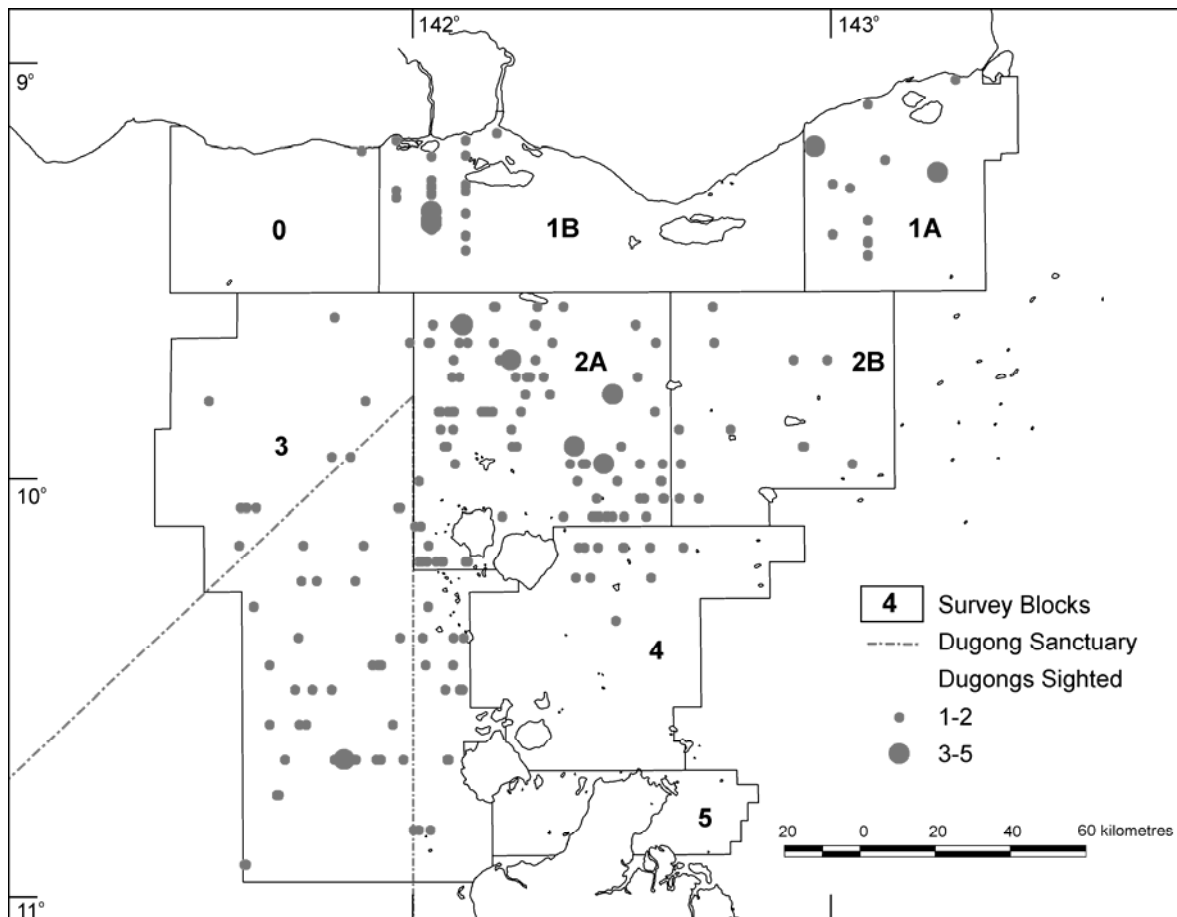 142° 143°
9°
0 1B 1A
2A 2B
3
10°
4 Survey Blocks
Dugong Sanctuary
4
Dugongs Sighted
1-2
3-5
5
20 0 20 40 60 kilometres
11°